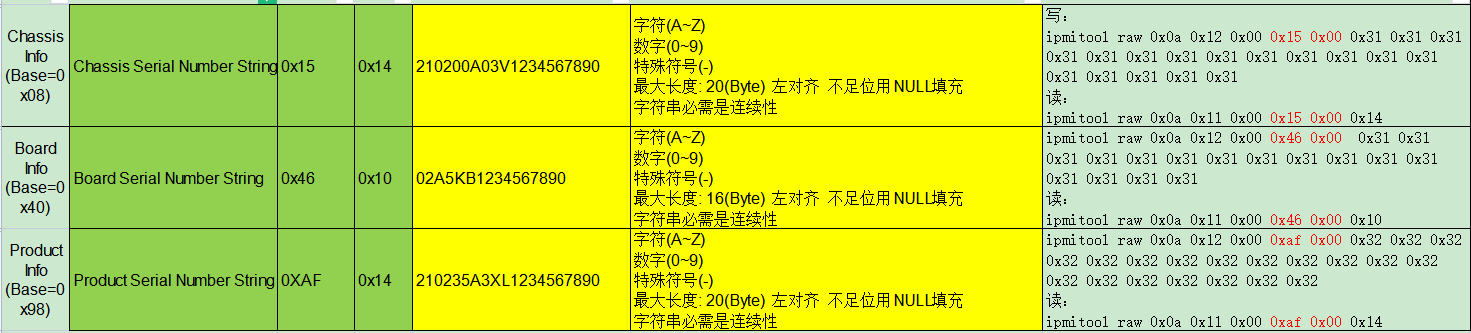 Chassis
Info
(Base=0
x08)
Chassis Serial Number String
0x15
0x14
210200A03V1234567890
字符(A~Z)
数字(0~9)
特殊符号(-)
最大长度: 20(Byte) 左对齐 不足位用 NULL填充
字符串必需是连续性
写:
ipmitool raw 0x0a 0x12 0x00 0x15 0x00 0x31 0x31 0x31
0x31 0x31 0x31 0x31 0x31 0x31 0x31 0x31 0x31 0x31 0x31
0x31 0x31 0x31 0x31 0x31
读:
ipmitool raw 0x0a 0x11 0x00 0x15 0x00 0x14
Board
Info
(Base=0
x40)
Board Serial Number String
0x46
0x10
02A5KB1234567890
字符(A~Z)
数字(0~9)
特殊符号(-)
最大长度: 16(Byte) 左对齐 不足位用 NULL填充
字符串必需是连续性
ipmitool raw 0x0a 0x12 0x00 0x46 0x00 0x31 0x31
0x31 0x31 0x31 0x31 0x31 0x31 0x31 0x31 0x31 0x31
0x31 0x31 0x31 0x31
读:
ipmitool raw 0x0a 0x11 0x00 0x46 0x00 0x10
Product
Info
(Base=0
x98)
Product Serial Number String
0XAF
0x14
210235A3XL1234567890
字符(A~Z)
数字(0~9)
特殊符号(-)
最大长度: 20(Byte) 左对齐 不足位用 NULL填充
字符串必需是连续性
ipmitool raw 0x0a 0x12 0x00 0xaf 0x00 0x32 0x32 0x32
0x32 0x32 0x32 0x32 0x32 0x32 0x32 0x32 0x32 0x32
0x32 0x32 0x32 0x32 0x32 0x32 0x32
读:
ipmitool raw 0x0a 0x11 0x00 0xaf 0x00 0x14